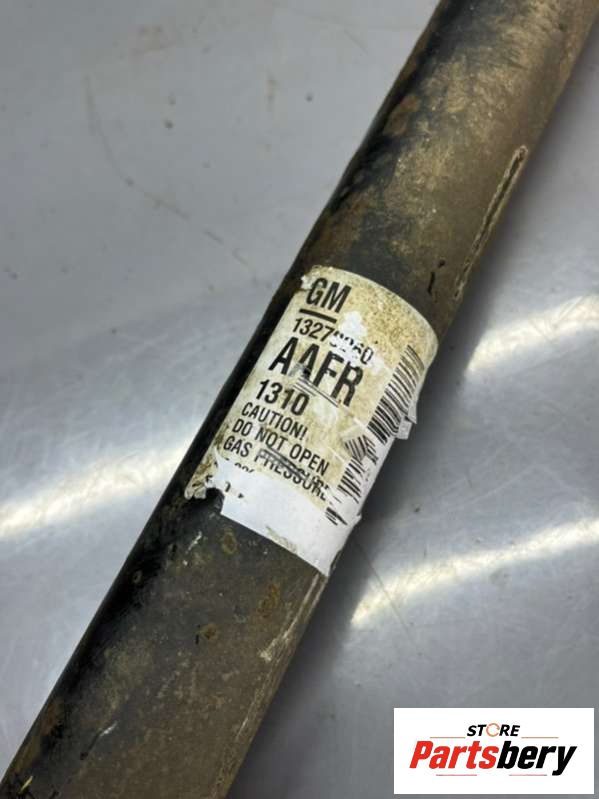 GM
AAFR
1310
CAUTION!
DO NOT OPEN
GAS PRESSURE
STORE
Partsbery